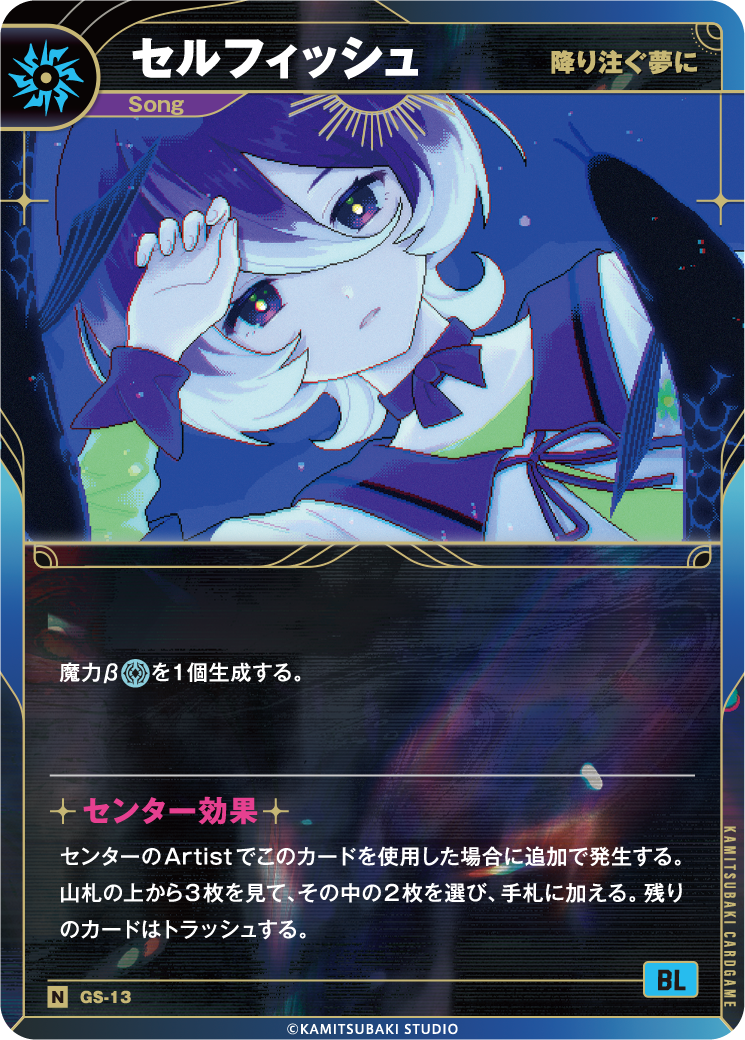 セルフィッシュ
降り注ぐ夢に
Song
魔力βを1個生成する。
センター効果
センターのArtistでこのカードを使用した場合に追加で発生する。
山札の上から3枚を見て、その中の2枚を選び、手札に加える。残り
のカードはトラッシュする。
KAMITSUBAKI CARDGAME
BL
N GS-13
©KAMITSUBAKI STUDIO